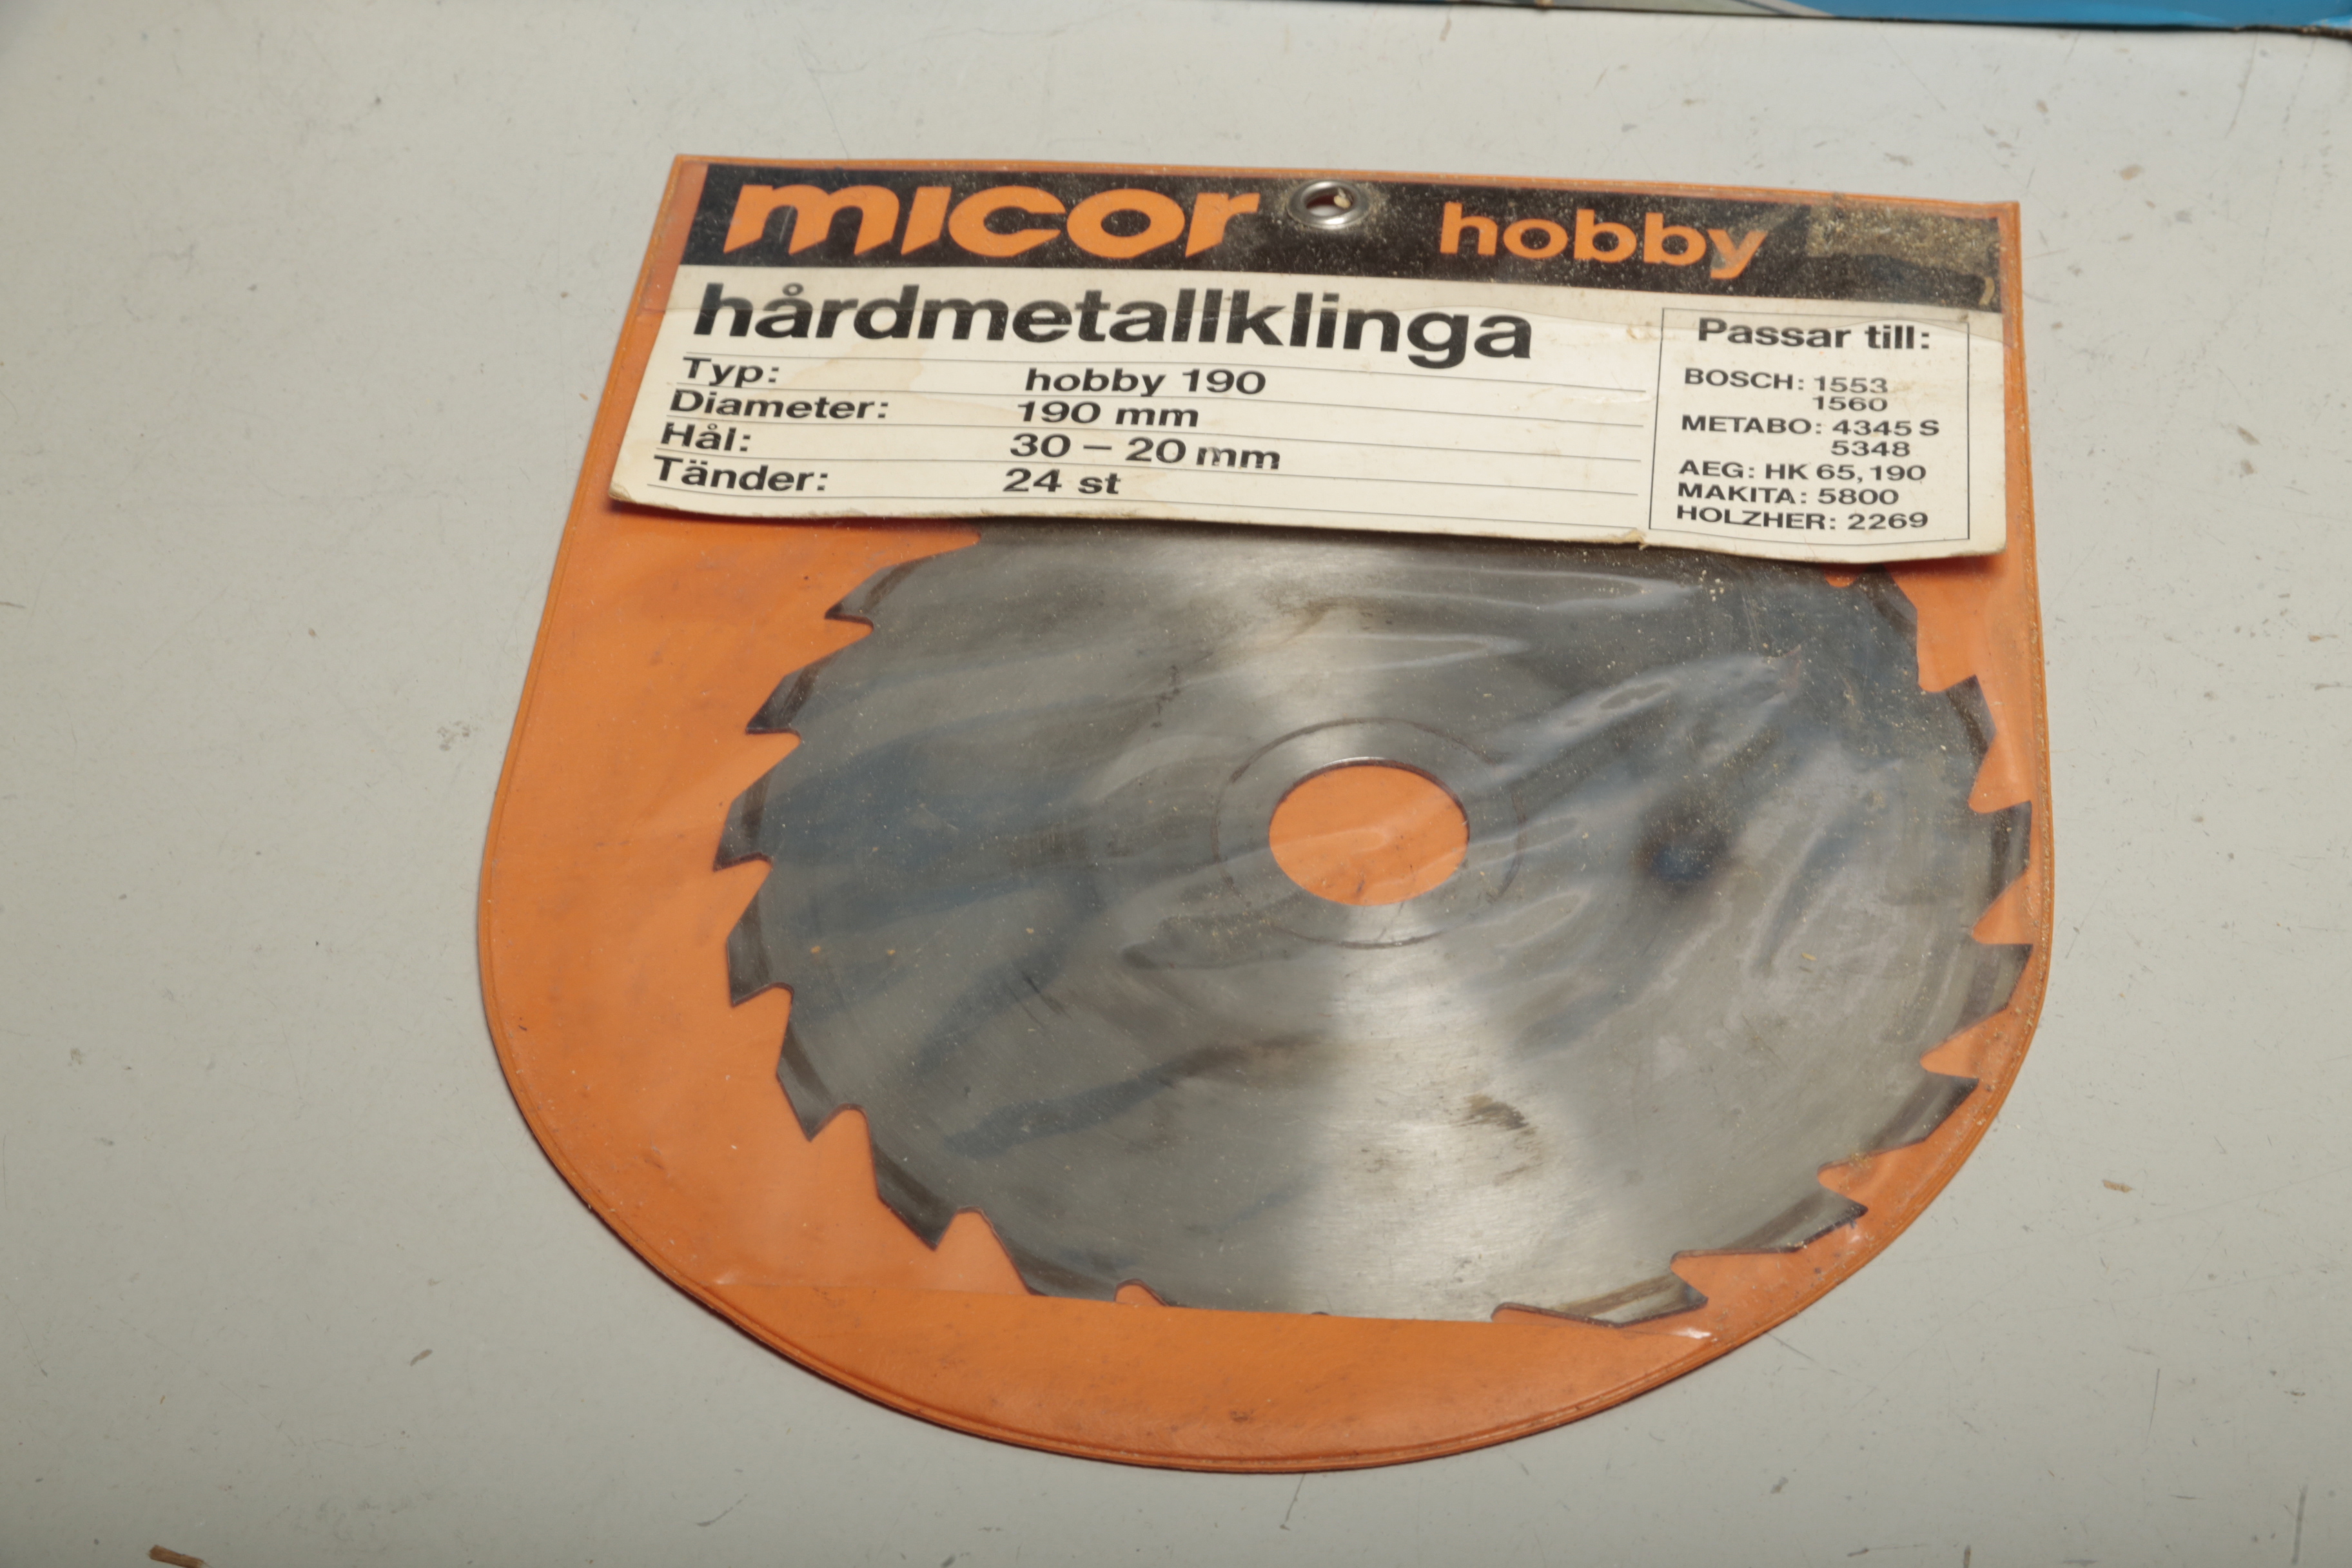 micor hobby
hårdmetallklinga
Typ: hobby 190
Diameter: 190 mm
Hål: 30 – 20 mm
Tänder: 24 st
Passar till:
BOSCH: 1553
1560
METABO: 4345 S
5348
AEG: HK 65, 190
MAKITA: 5800
HOLZHER: 2269